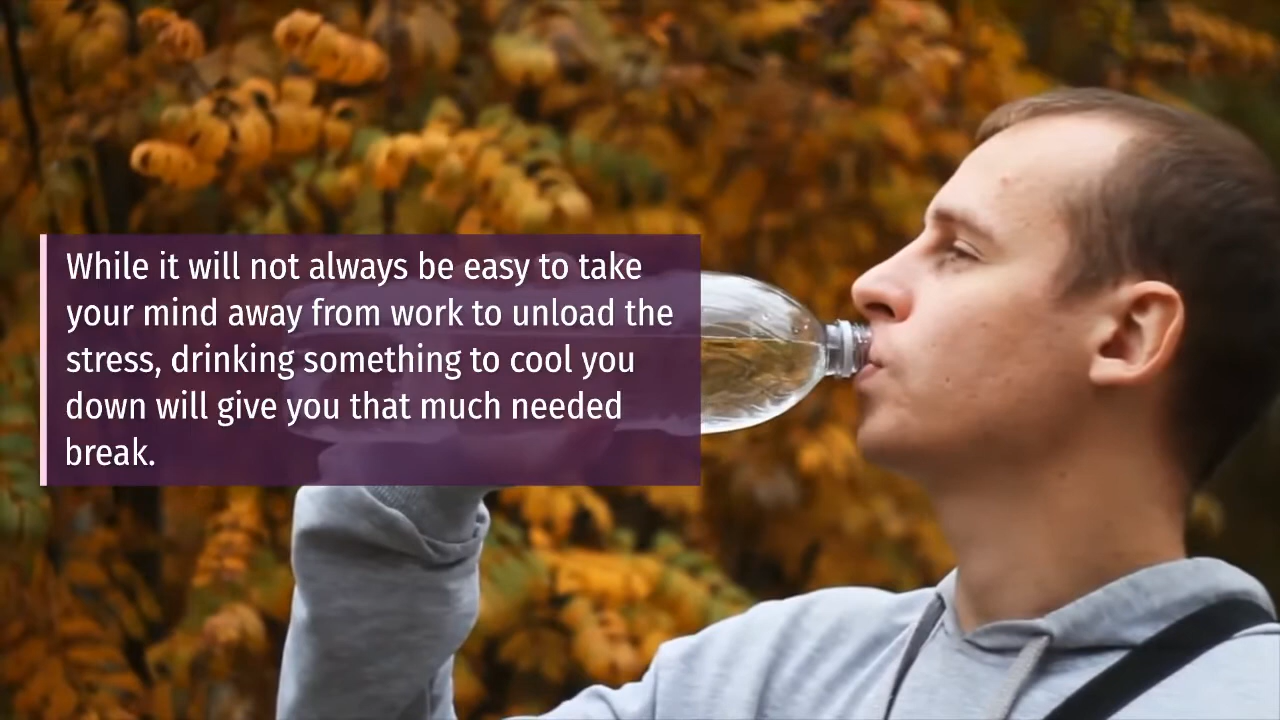 While it will not always be easy to take
your mind away from work to unload the
stress, drinking something to cool you
down will give you that much needed
break.